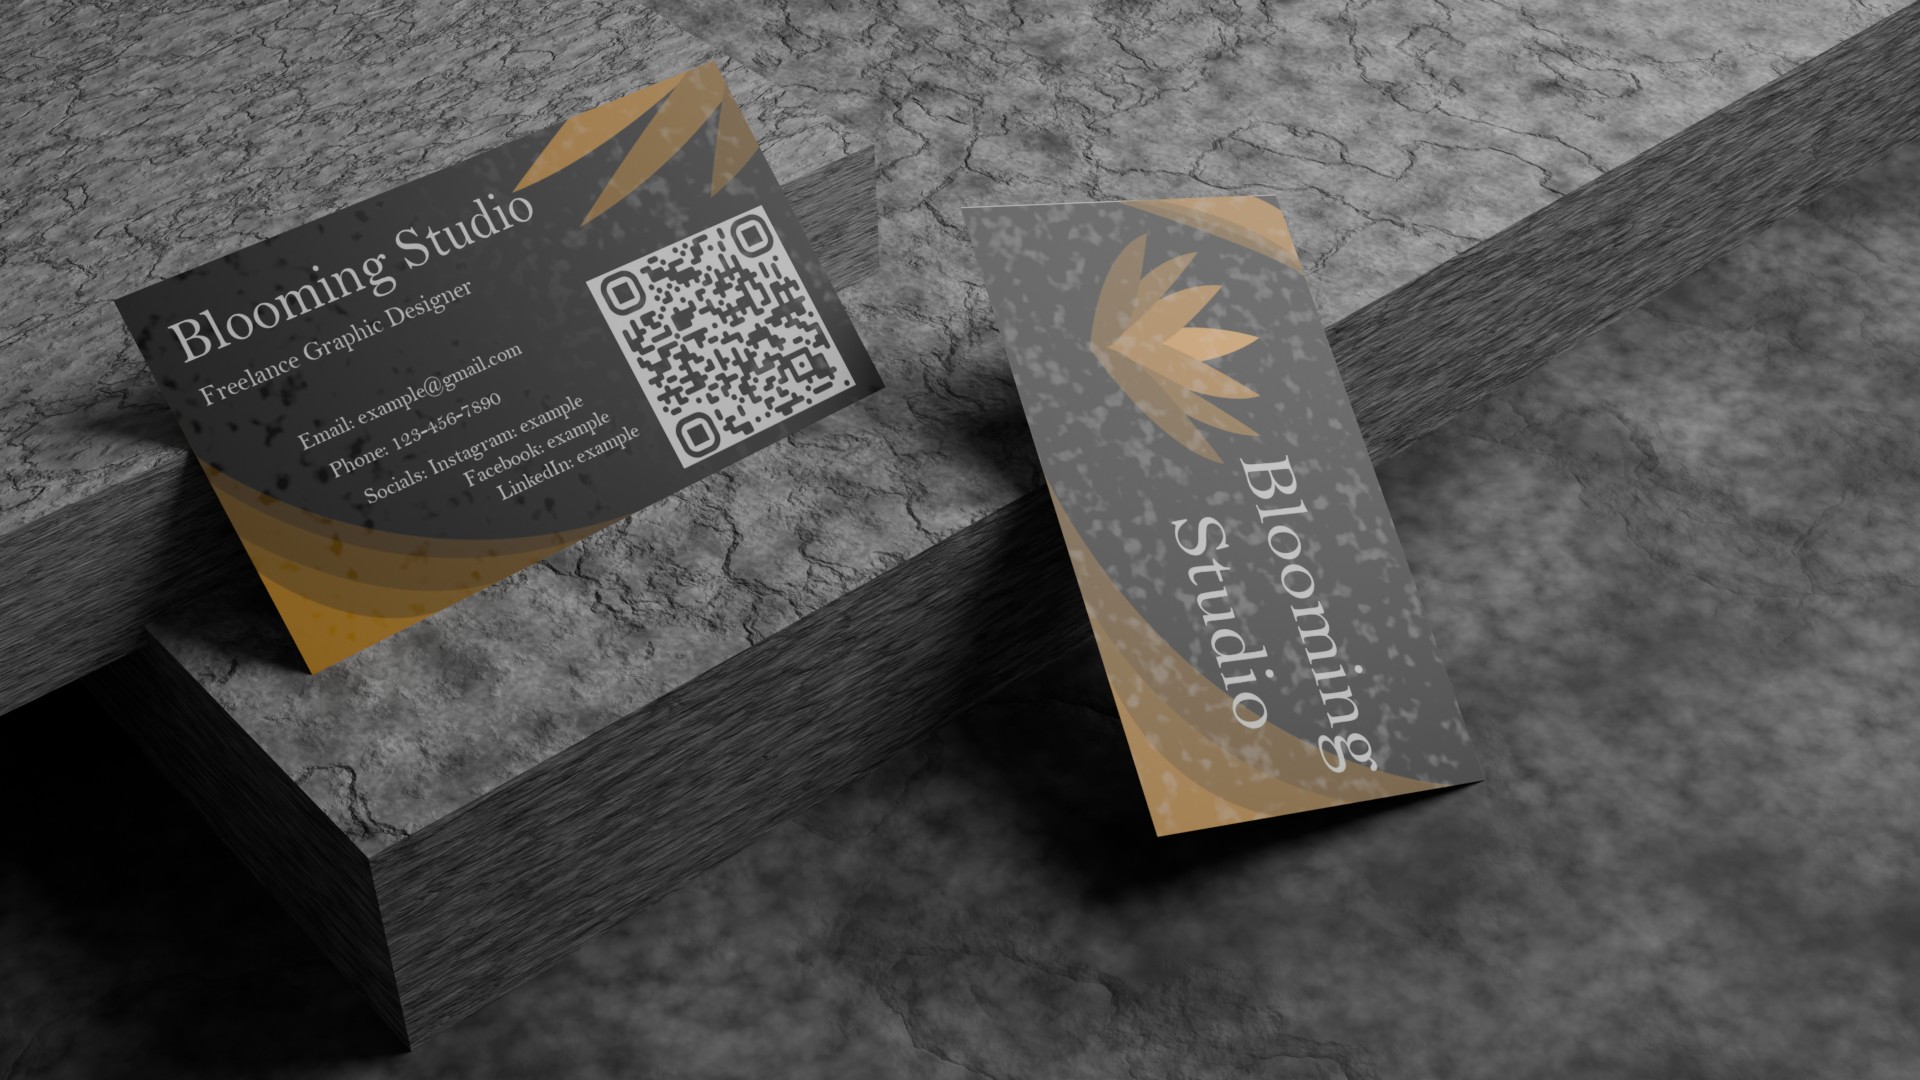 Blooming Studio
Freelance Graphic Designer
Email: example@gmail.com
Phone: 123-456-7890
Socials: Instagram: example
Facebook: example
LinkedIn: example
Blooming
Studio